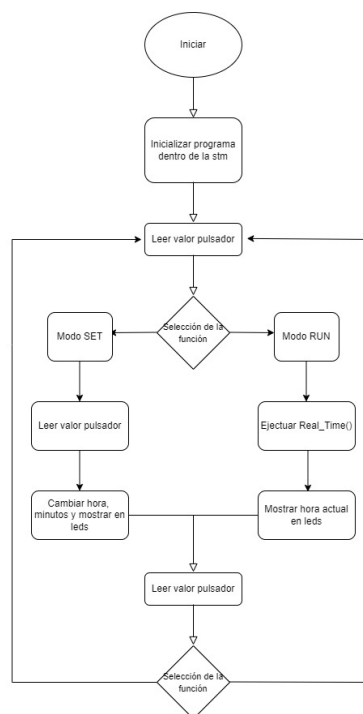 Iniciar
Inicializar programa
dentro de la stm
Leer valor pulsador
Selección de la
función
Modo SET
Modo RUN
Leer valor pulsador
Ejectuar Real_Time()
Cambiar hora,
minutos y mostrar en
leds
Mostrar hora actual
en leds
Leer valor pulsador
Selección de la
función